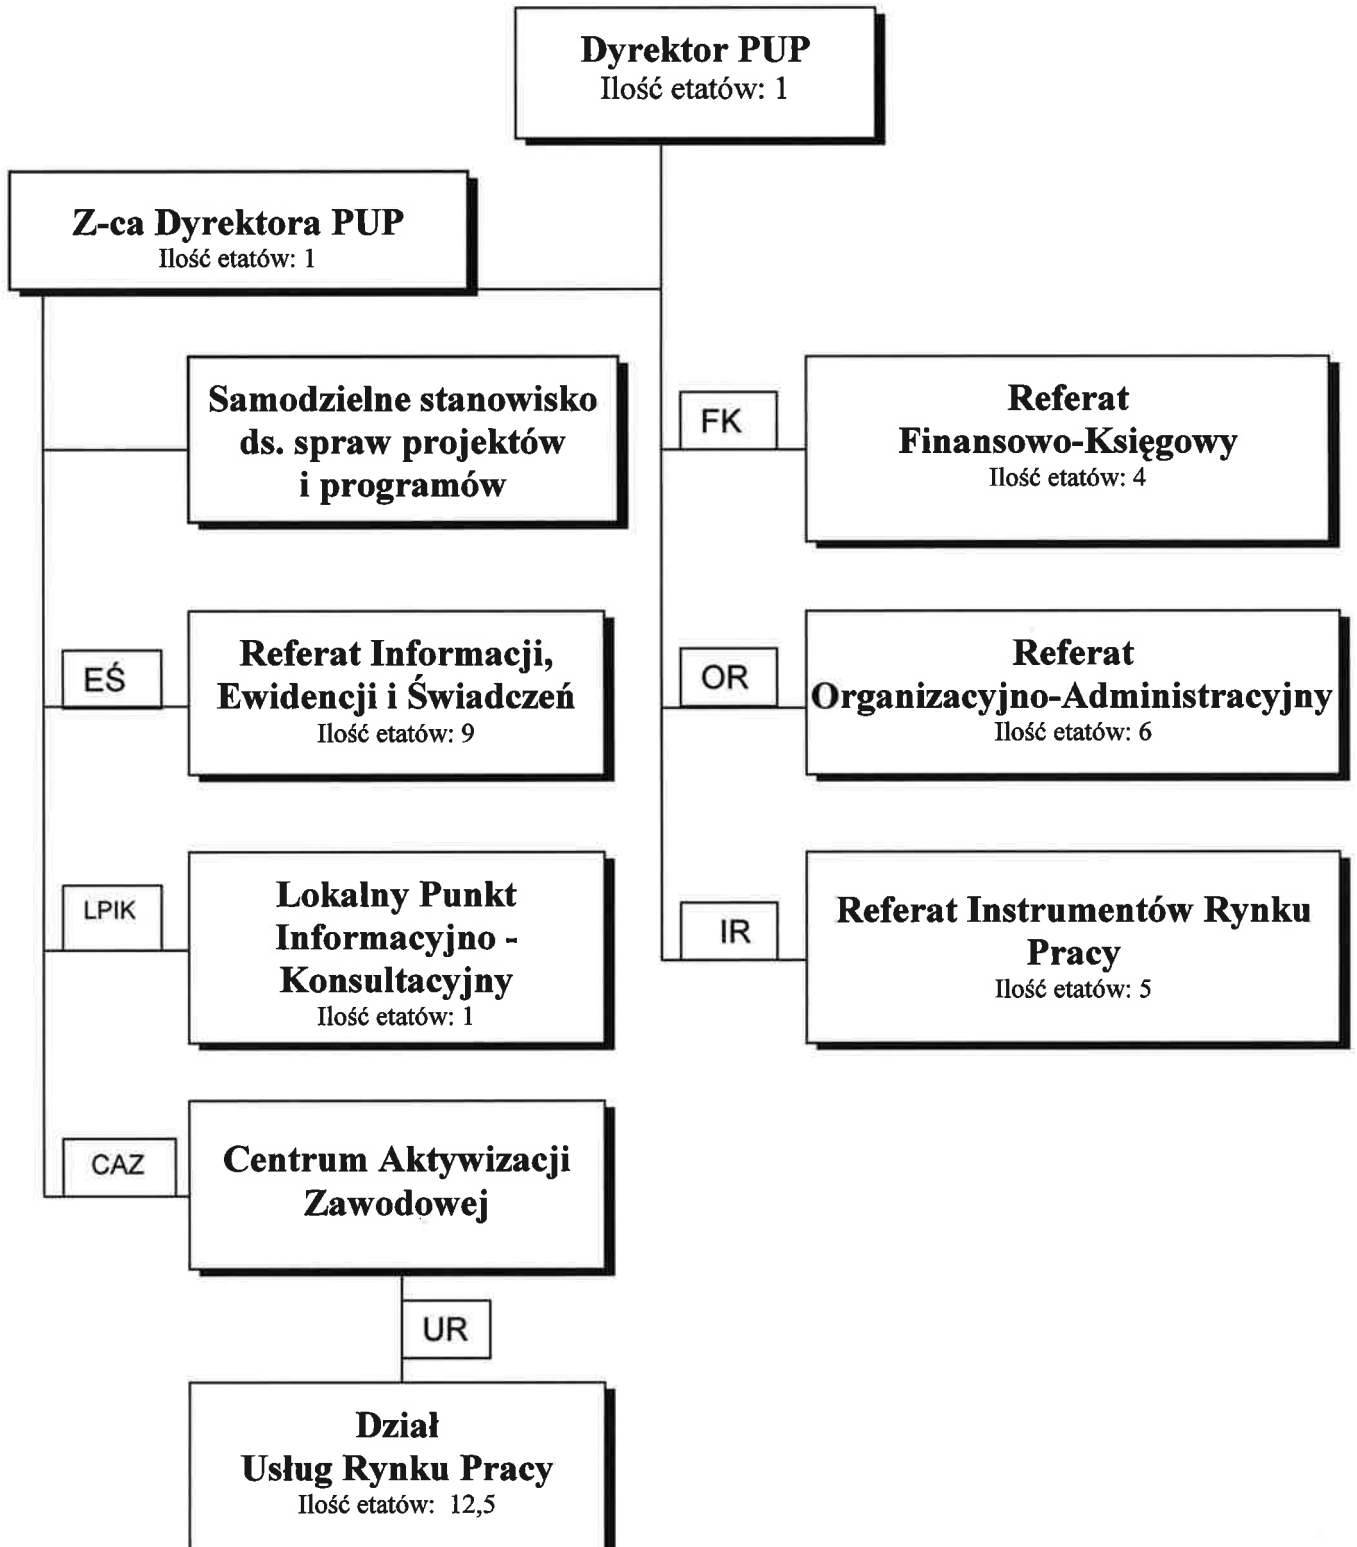 Dyrektor PUP
Ilość etatów: 1
Z-ca Dyrektora PUP
Ilość etatów: 1
Samodzielne stanowisko
ds. spraw projektów
i programów
FK
Referat
Finansowo-Księgowy
Ilość etatów: 4
EŚ
Referat Informacji,
Ewidencji i Świadczeń
Ilość etatów: 9
OR
Referat
Organizacyjno-Administracyjny
Ilość etatów: 6
LPIK
Lokalny Punkt
Informacyjno -
Konsultacyjny
Ilość etatów: 1
IR
Referat Instrumentów Rynku
Pracy
Ilość etatów: 5
CAZ
Centrum Aktywizacji
Zawodowej
UR
Dział
Usług Rynku Pracy
Ilość etatów: 12,5